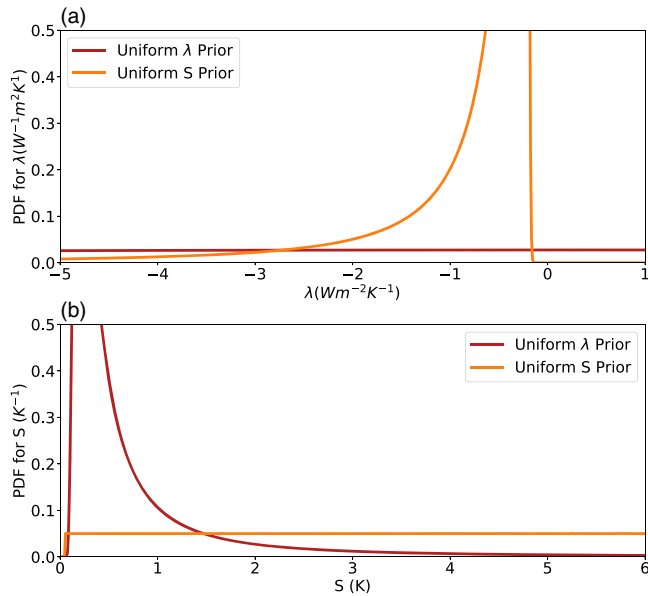 (a)
0.5
0.4
0.3
0.2
0.1
0.0
PDF for λ(W⁻¹m²K¹)
Uniform λ Prior
Uniform S Prior
−5 −4 −3 −2 −1 0 1
λ(Wm⁻²K⁻¹)
(b)
0.5
0.4
0.3
0.2
0.1
0.0
PDF for S (K⁻¹)
Uniform λ Prior
Uniform S Prior
0 1 2 3 4 5 6
S (K)